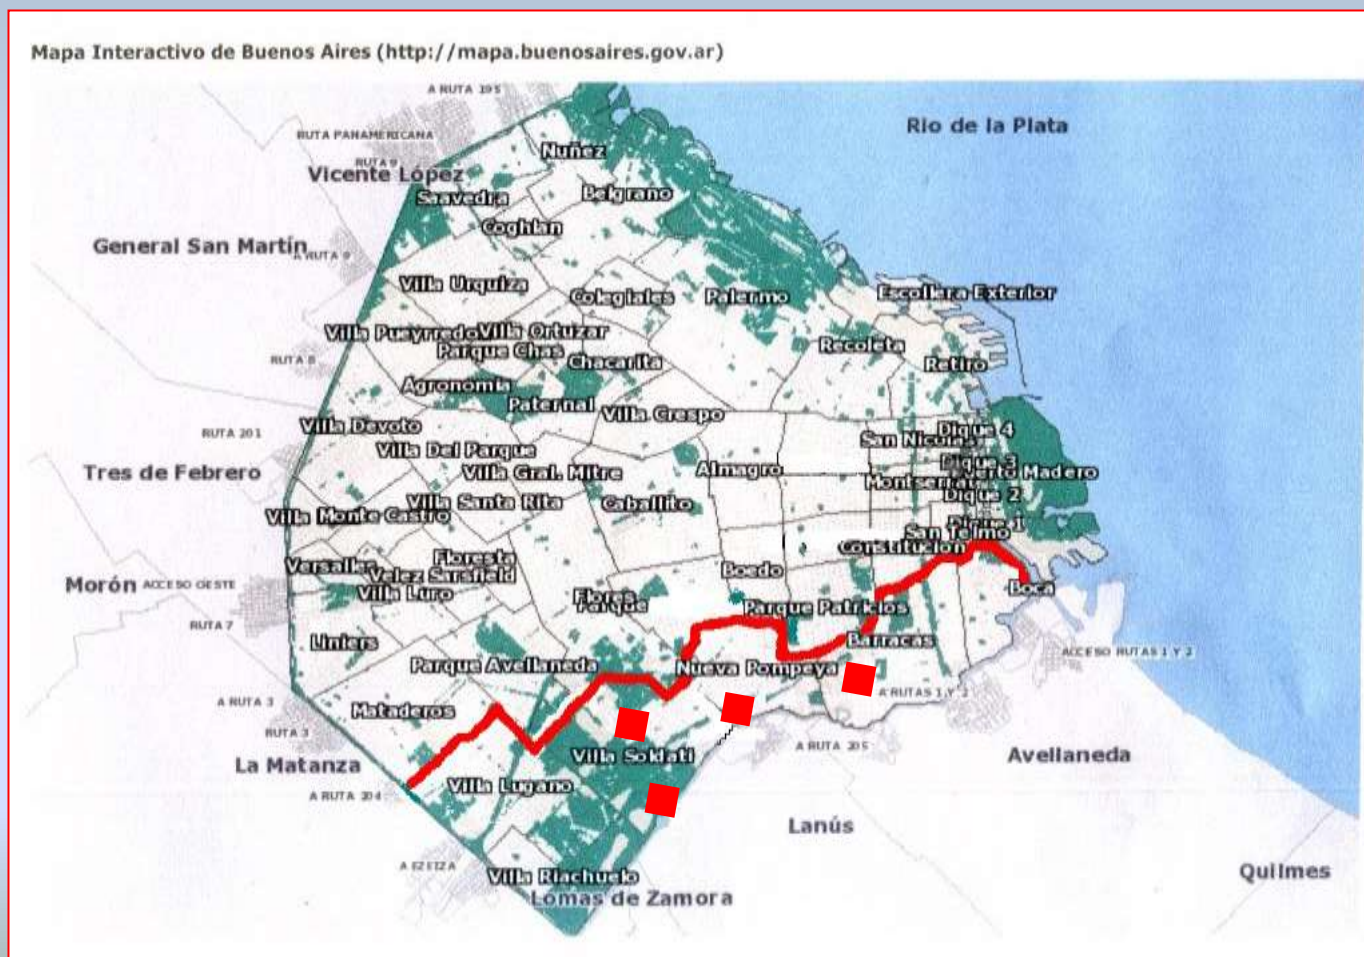 Mapa Interactivo de Buenos Aires (http://mapa.buenosaires.gov.ar)
A RUTA 195
Rio de la Plata
RUTA PANAMERICANA
Nuñez
RUTA 9
Vicente López
Saavedra
Belgrano
Coghlan
General San Martín
A RUTA 9
Villa Urquiza
Colegiales
Palermo
Escollera Exterior
Villa Pueyrredo
Villa Ortuzar
Parque Chas
Recoleta
RUTA 8
Chacarita
Retiro
Agronomia
Paternal
Villa Crespo
Villa Devoto
RUTA 201
Dique 4
San Nicolas
Villa Del Parque
Tres de Febrero
Villa Gral. Mitre
Almagro
Dique 3
Puerto Madero
Montserrat
Dique 2
Villa Santa Rita
Caballito
Villa Monte Castro
Dique 1
San Telmo
Constitucion
Versalles
Floresta
Velez Sarsfield
Boedo
Morón
ACCESO OESTE
Villa Luro
Flores
Parque
Boca
Parque Patricios
RUTA 7
Liniers
Barracas
ACCESO RUTAS 1 Y 2
Parque Avellaneda
Nueva Pompeya
A RUTAS 1 Y 2
A RUTA 3
Mataderos
RUTA 3
A RUTA 205
Avellaneda
La Matanza
Villa Soldati
Villa Lugano
A RUTA 204
Lanús
A EZEIZA
Villa Riachuelo
Quilmes
Lomas de Zamora